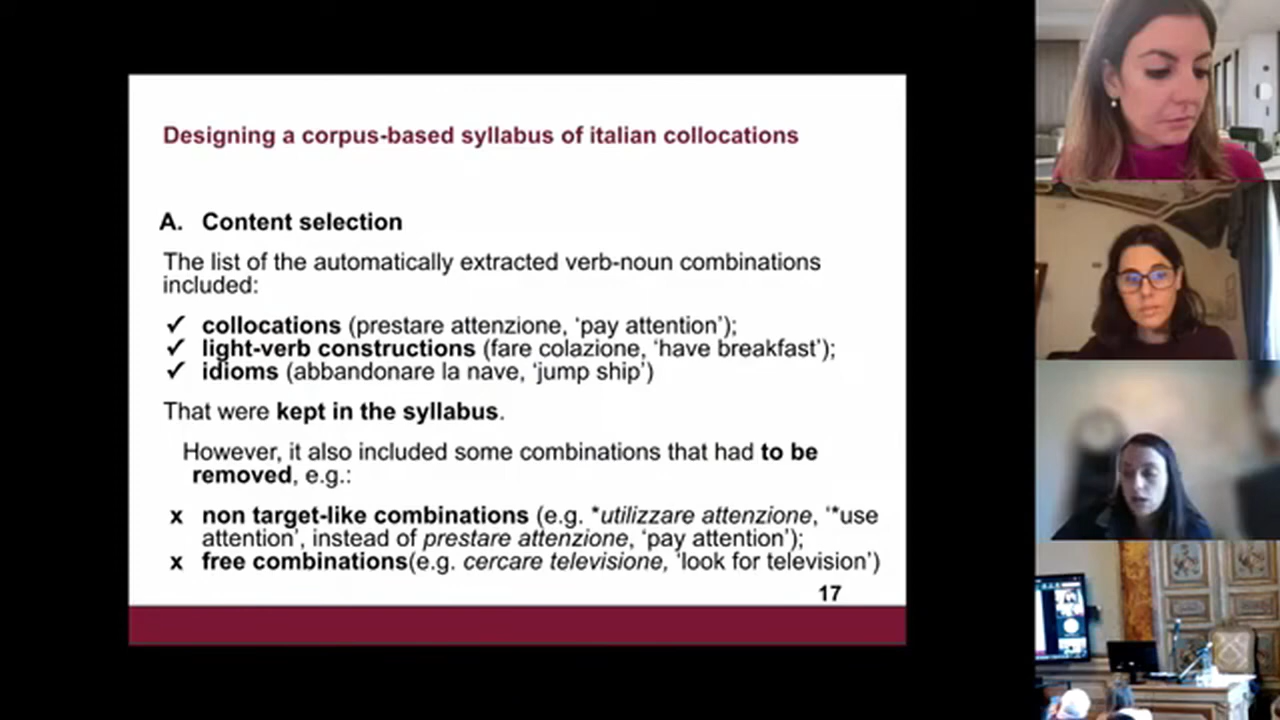 Designing a corpus-based syllabus of italian collocations
A. Content selection
The list of the automatically extracted verb-noun combinations
included:
✓ collocations (prestare attenzione, ‘pay attention’);
✓ light-verb constructions (fare colazione, ‘have breakfast’);
✓ idioms (abbandonare la nave, ‘jump ship’)
That were kept in the syllabus.
However, it also included some combinations that had to be
removed, e.g.:
x non target-like combinations (e.g. *utilizzare attenzione, ‘*use
attention’, instead of prestare attenzione, ‘pay attention’);
x free combinations(e.g. cercare televisione, ‘look for television’)
17